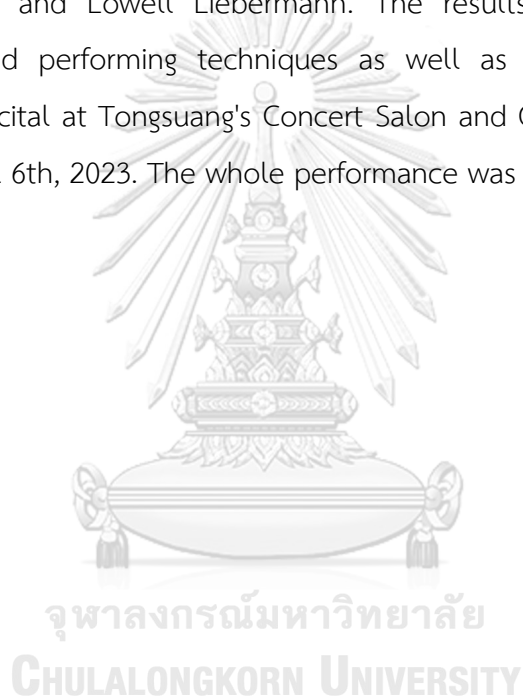 and Lowell Liebermann. The results
d performing techniques as well as
cital at Tongsuang's Concert Salon and
6th, 2023. The whole performance was
จุฬาลงกรณ์มหาวิทยาลัย
CHULALONGKORN UNIVERSITY